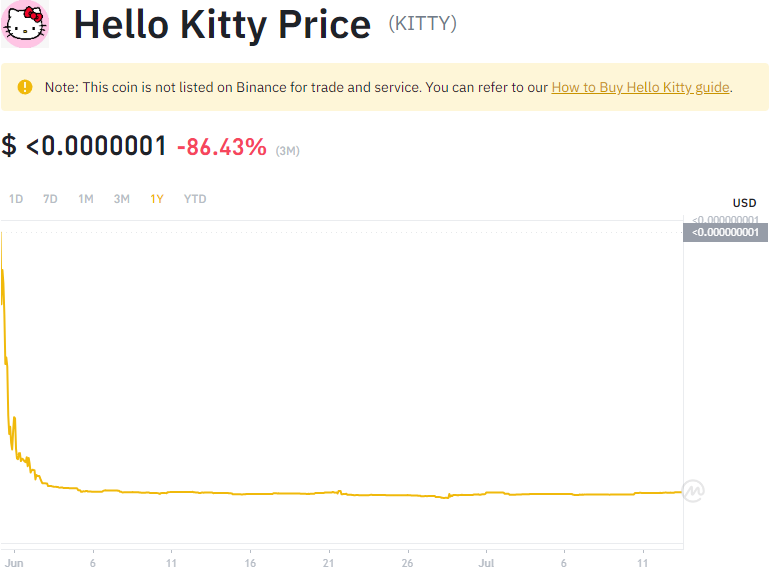 Hello Kitty Price (KITTY)
Note: This coin is not listed on Binance for trade and service. You can refer to our How to Buy Hello Kitty guide.
$ <0.0000001 -86.43% (3M)
1D 7D 1M 3M 1Y YTD
USD
<0.000000001
<0.000000001
Jun 6 11 16 21 26 Jul 6 11